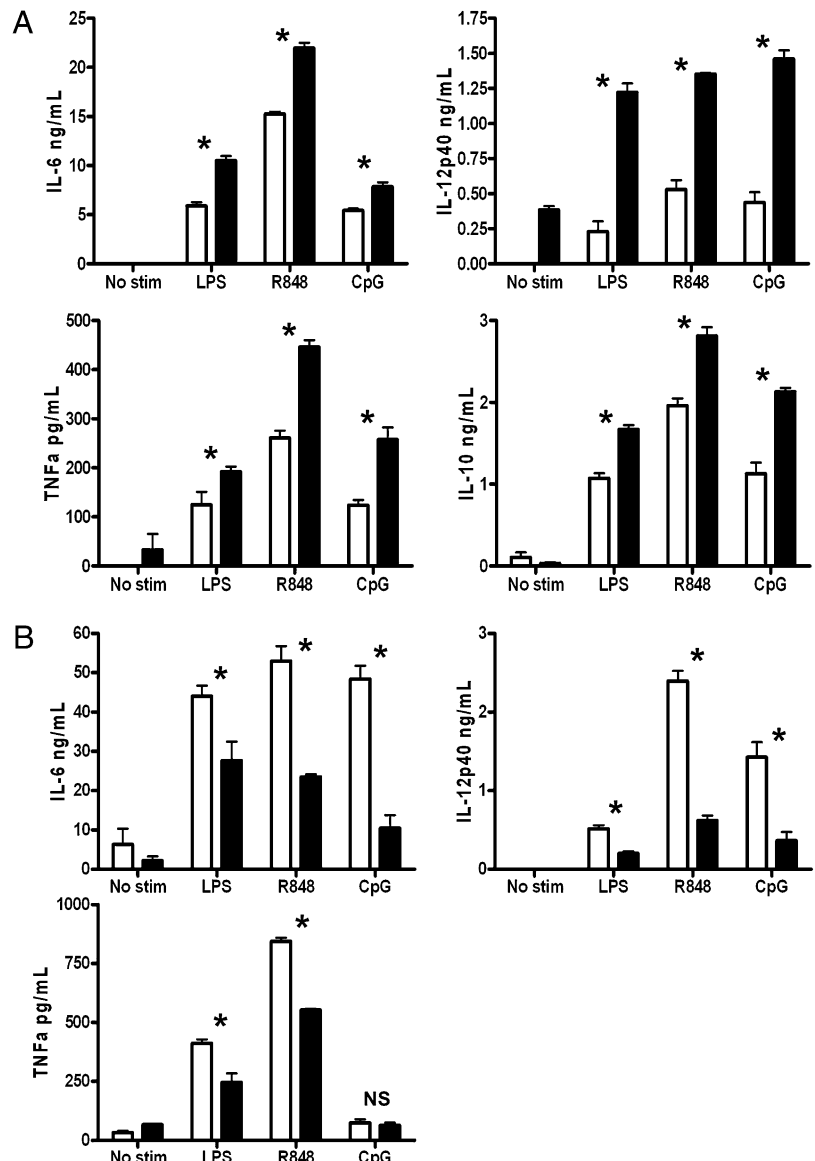 A
IL-6 ng/mL
25
20
15
10
5
0
No stim LPS R848 CpG
* * *
IL-12p40 ng/mL
1.75
1.50
1.25
1.00
0.75
0.50
0.25
0.00
No stim LPS R848 CpG
* * *
TNFa pg/mL
500
400
300
200
100
0
No stim LPS R848 CpG
* * *
IL-10 ng/mL
3
2
1
0
No stim LPS R848 CpG
* * *
B
IL-6 ng/mL
60
50
40
30
20
10
0
No stim LPS R848 CpG
* * *
IL-12p40 ng/mL
3
2
1
0
No stim LPS R848 CpG
* * *
TNFa pg/mL
1000
750
500
250
0
No stim LPS R848 CpG
* * NS